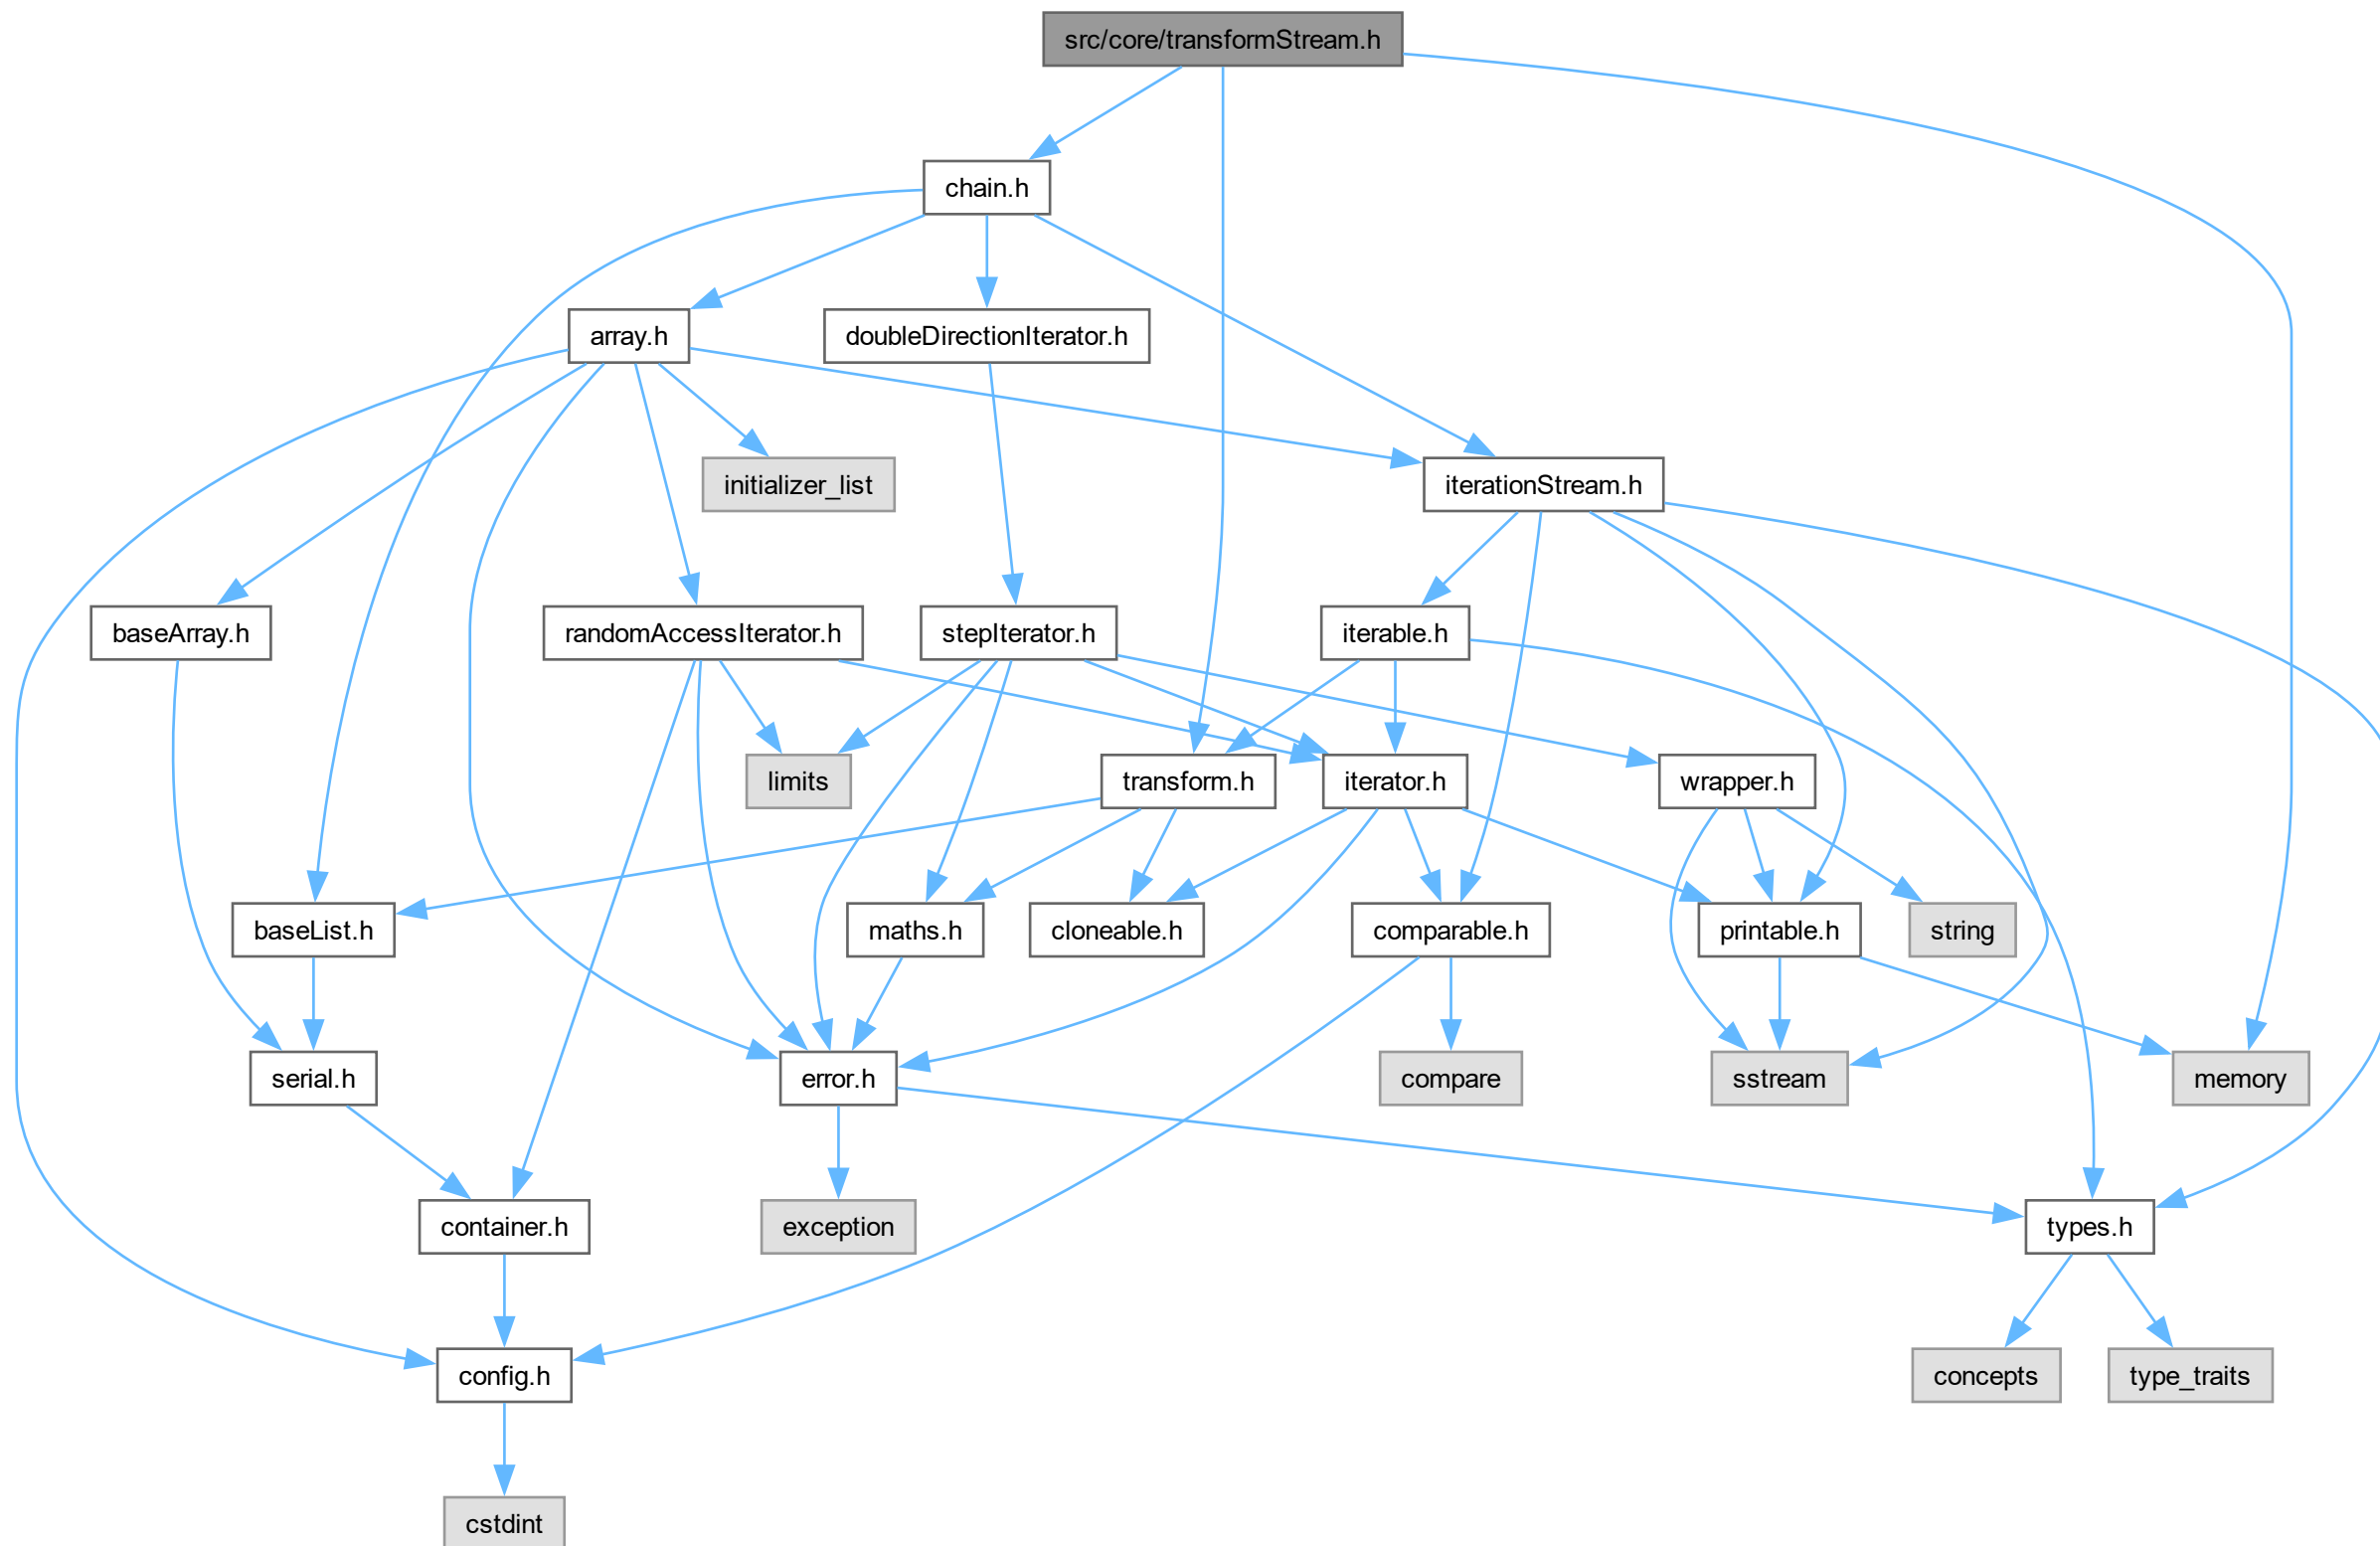 src/core/transformStream.h
chain.h
array.h
doubleDirectionIterator.h
initializer_list
iterationStream.h
baseArray.h
randomAccessIterator.h
stepIterator.h
iterable.h
limits
transform.h
iterator.h
wrapper.h
baseList.h
maths.h
cloneable.h
comparable.h
printable.h
string
serial.h
error.h
compare
sstream
memory
container.h
exception
types.h
config.h
concepts
type_traits
cstdint